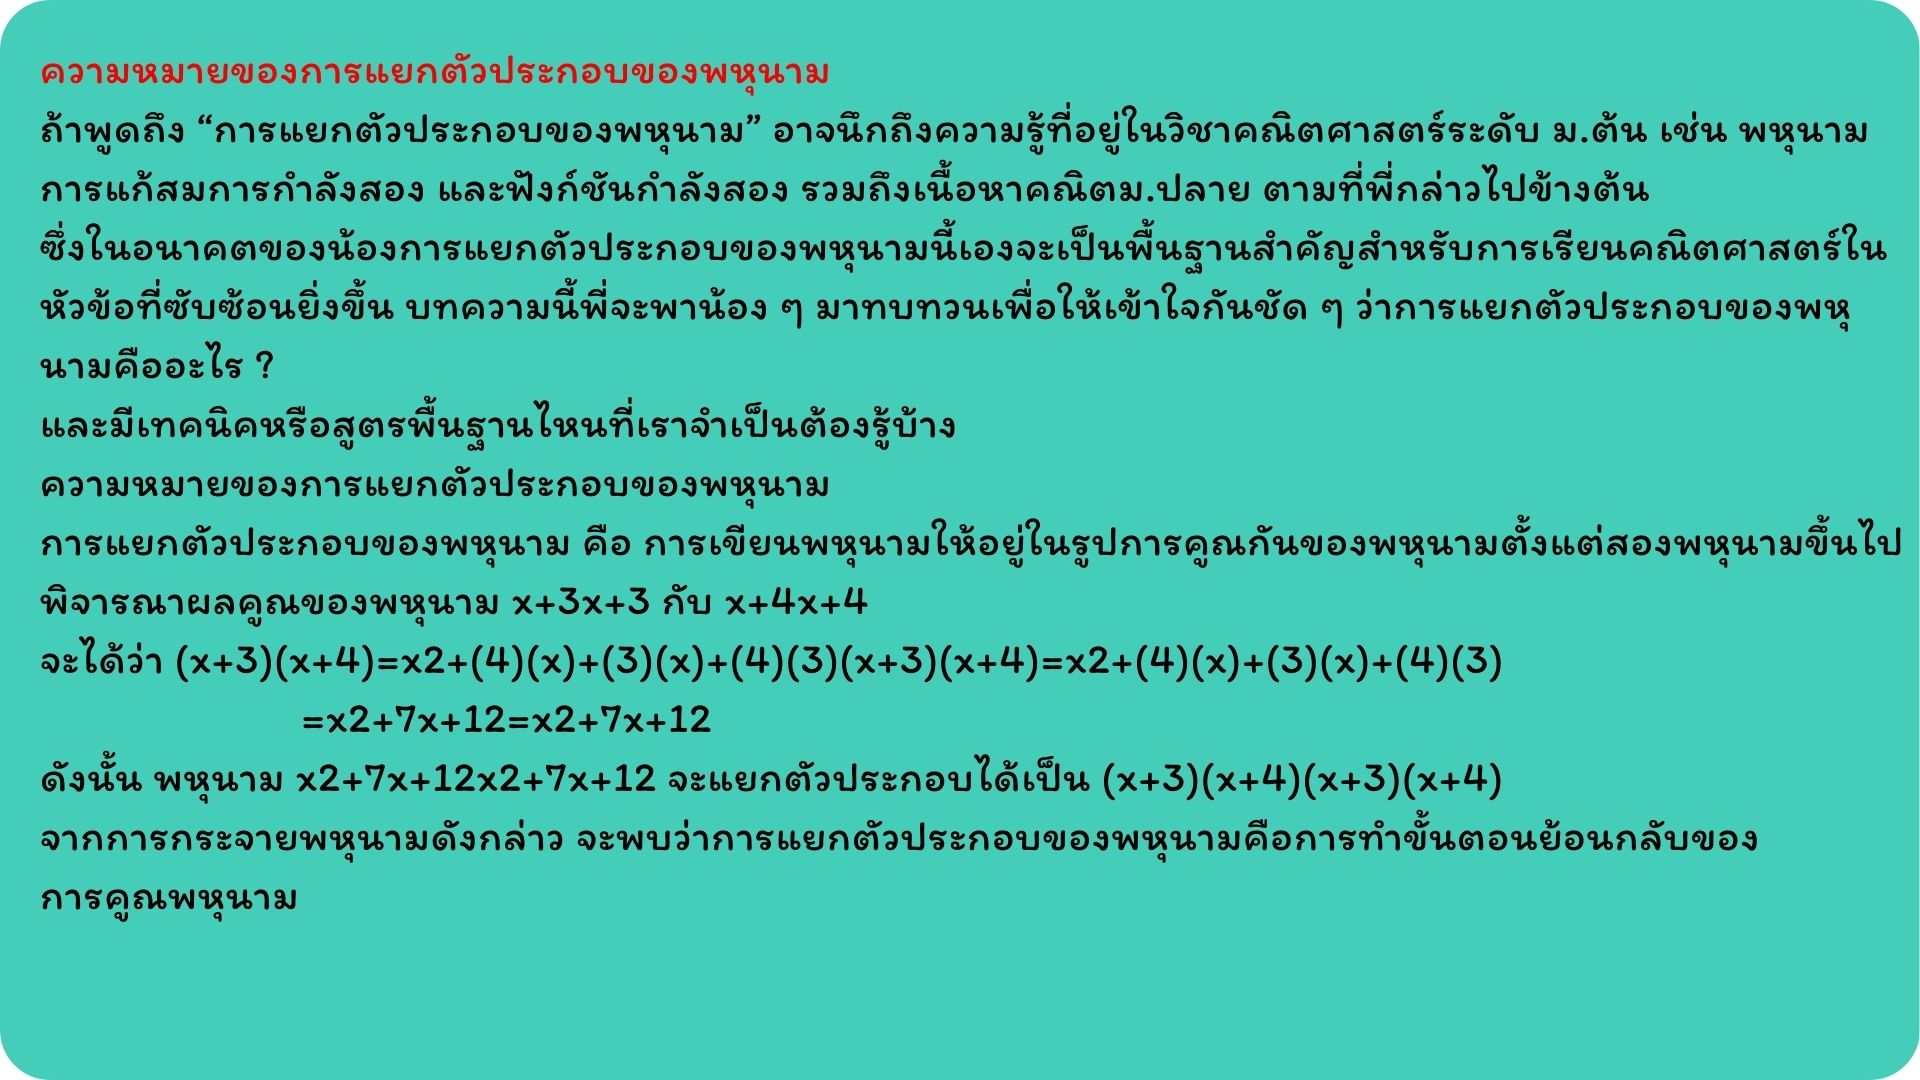 ความหมายของการแยกตัวประกอบของพหุนาม
ถ้าพูดถึง “การแยกตัวประกอบของพหุนาม” อาจนึกถึงความรู้ที่อยู่ในวิชาคณิตศาสตร์ระดับ ม.ต้น เช่น พหุนาม
การแก้สมการกำลังสอง และฟังก์ชันกำลังสอง รวมถึงเนื้อหาคณิตม.ปลาย ตามที่พี่กล่าวไปข้างต้น
ซึ่งในอนาคตของน้องการแยกตัวประกอบของพหุนามนี้เองจะเป็นพื้นฐานสำคัญสำหรับการเรียนคณิตศาสตร์ใน
หัวข้อที่ซับซ้อนยิ่งขึ้น บทความนี้พี่จะพาน้อง ๆ มาทบทวนเพื่อให้เข้าใจกันชัด ๆ ว่าการแยกตัวประกอบของพหุ
นามคืออะไร ?
และมีเทคนิคหรือสูตรพื้นฐานไหนที่เราจำเป็นต้องรู้บ้าง
ความหมายของการแยกตัวประกอบของพหุนาม
การแยกตัวประกอบของพหุนาม คือ การเขียนพหุนามให้อยู่ในรูปการคูณกันของพหุนามตั้งแต่สองพหุนามขึ้นไป
พิจารณาผลคูณของพหุนาม x+3x+3 กับ x+4x+4
จะได้ว่า (x+3)(x+4)=x2+(4)(x)+(3)(x)+(4)(3)(x+3)(x+4)=x2+(4)(x)+(3)(x)+(4)(3)
=x2+7x+12=x2+7x+12
ดังนั้น พหุนาม x2+7x+12x2+7x+12 จะแยกตัวประกอบได้เป็น (x+3)(x+4)(x+3)(x+4)
จากการกระจายพหุนามดังกล่าว จะพบว่าการแยกตัวประกอบของพหุนามคือการทำขั้นตอนย้อนกลับของ
การคูณพหุนาม